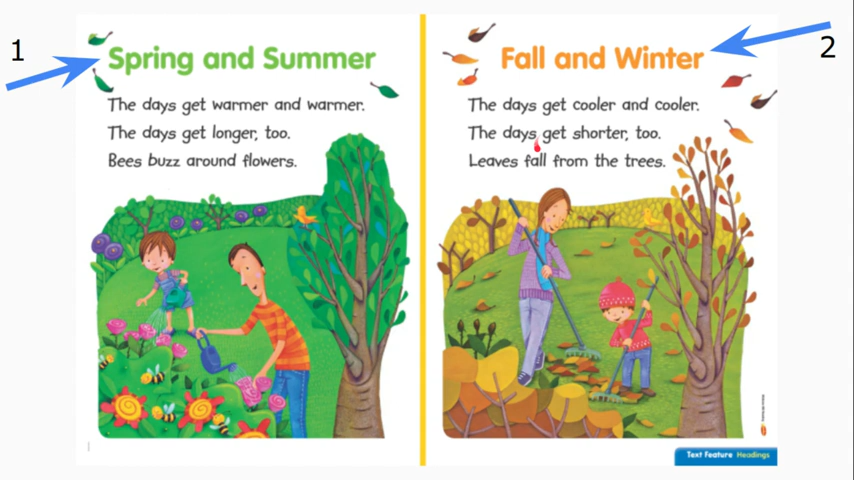 1
Spring and Summer
The days get warmer and warmer.
The days get longer, too.
Bees buzz around flowers.
2
Fall and Winter
The days get cooler and cooler.
The days get shorter, too.
Leaves fall from the trees.
Text Feature Headings